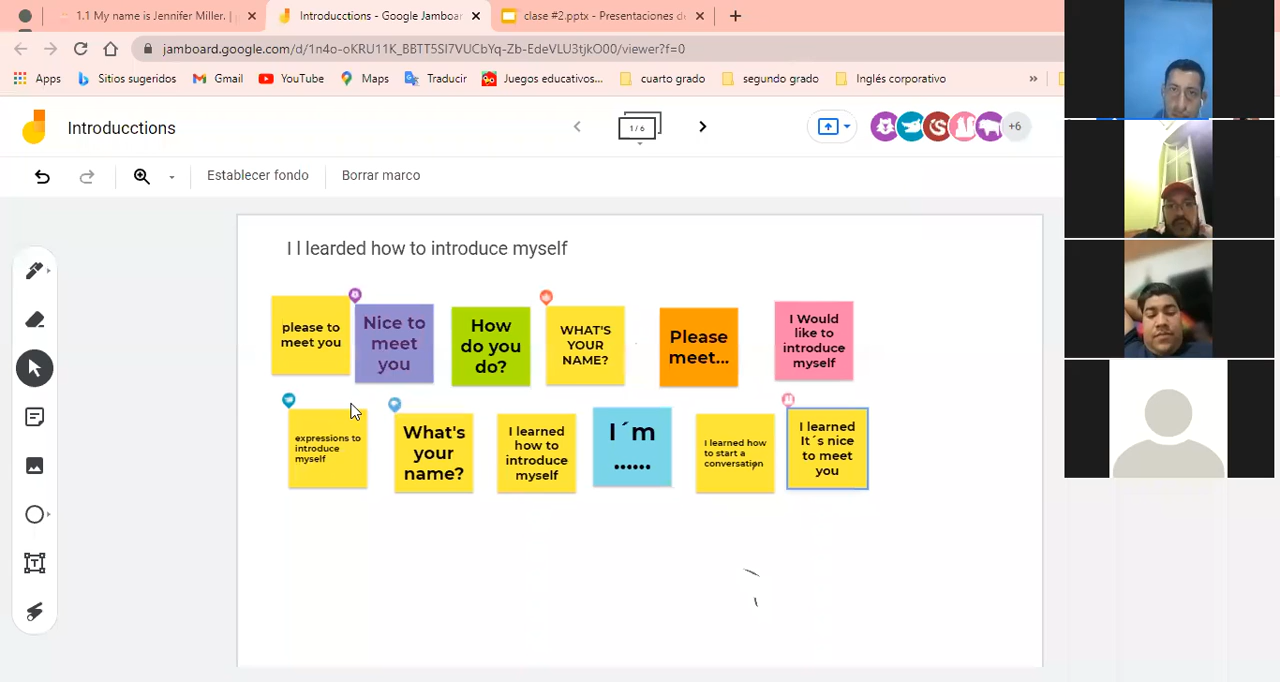 1.1 My name is Jennifer Miller. |
Introducctions - Google Jamboar
clase #2.pptx - Presentaciones de
jamboard.google.com/d/1n4o-oKRU11K_BBTT5SI7VUCbYq-Zb-EdeVLU3tjkO00/viewer?f=0
Apps
Sitios sugeridos
Gmail
YouTube
Maps
Traducir
Juegos educativos...
cuarto grado
segundo grado
Inglés corporativo
»
Introducctions
1/6
+6
Establecer fondo
Borrar marco
I l learded how to introduce myself
please to
meet you
Nice to
meet
you
How
do you
do?
WHAT'S
YOUR
NAME?
Please
meet...
I Would
like to
introduce
myself
expressions to
introduce
myself
What's
your
name?
I learned
how to
introduce
myself
I´m
......
I learned how
to start a
conversation
I learned
It´s nice
to meet
you